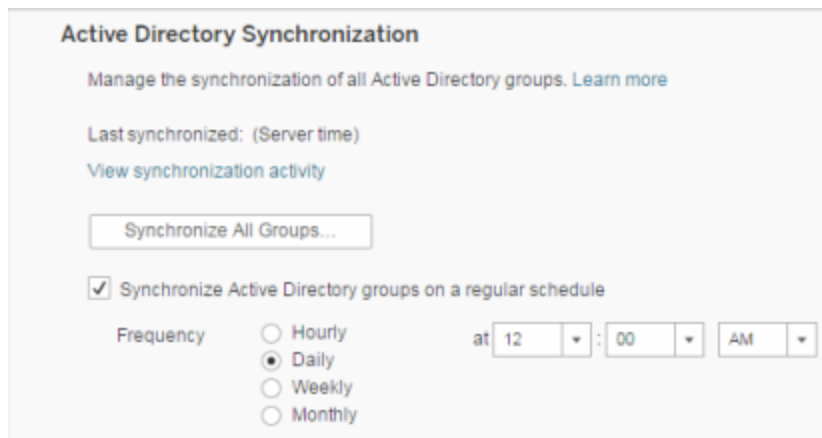 Active Directory Synchronization
Manage the synchronization of all Active Directory groups. Learn more
Last synchronized: (Server time)
View synchronization activity
Synchronize All Groups...
Synchronize Active Directory groups on a regular schedule
Frequency Hourly at 12 : 00 AM
Daily
Weekly
Monthly